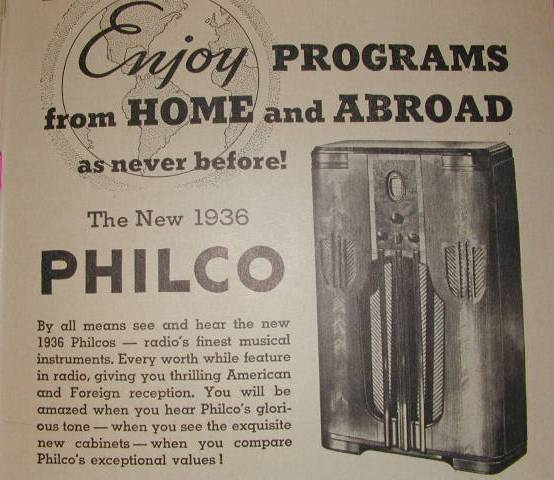 Enjoy PROGRAMS
from HOME and ABROAD
as never before!
The New 1936
PHILCO
By all means see and hear the new
1936 Philcos — radio's finest musical
instruments. Every worth while feature
in radio, giving you thrilling American
and Foreign reception. You will be
amazed when you hear Philco's glori-
ous tone — when you see the exquisite
new cabinets — when you compare
Philco's exceptional values!